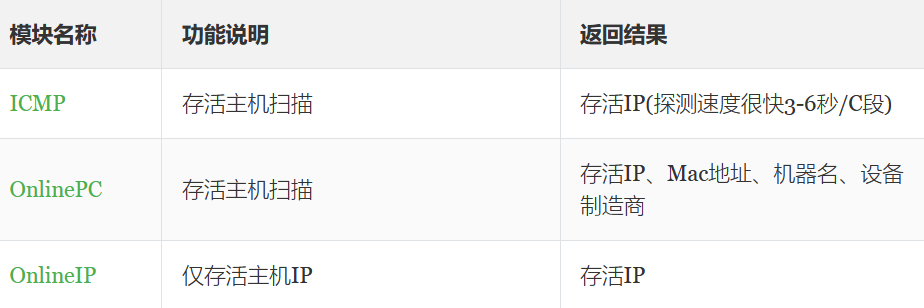 模块名称 功能说明 返回结果
ICMP 存活主机扫描 存活IP(探测速度很快3-6秒/C段)
OnlinePC 存活主机扫描 存活IP、Mac地址、机器名、设备
制造商
OnlineIP 仅存活主机IP 存活IP